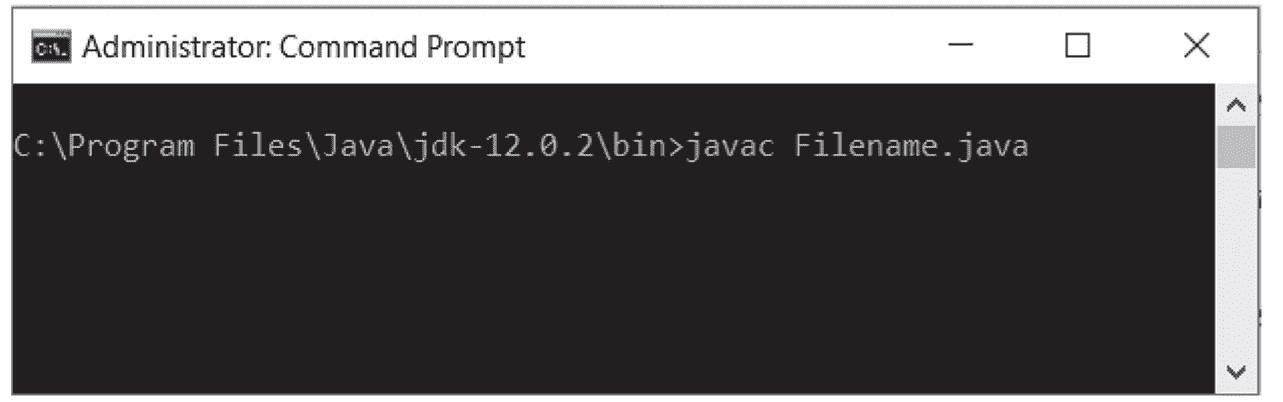 C:\. Administrator: Command Prompt
C:\Program Files\Java\jdk-12.0.2\bin>javac Filename.java